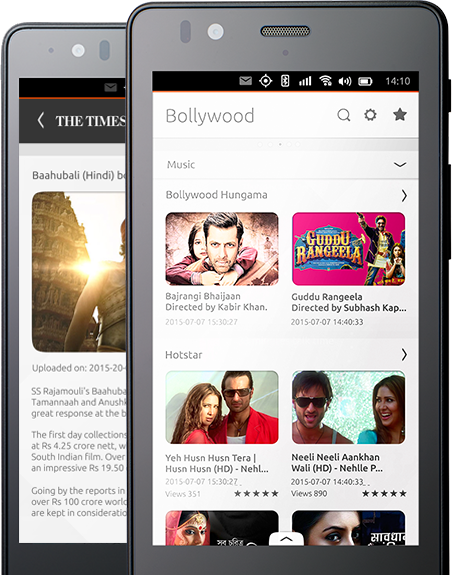 THE TIMES
Baahubali (Hindi) be
Uploaded on: 2015-20-0
SS Rajamouli's Baahuba
Tamannaah and Anushk
great response at the b
The first day collections
at Rs 4.25 crore nett, w
South Indian film. Over
an impressive Rs 19.50
Going by the reports in
over Rs 100 crore world
are kept in consideratio
14:10
Bollywood
Music
Bollywood Hungama
GUDDU
RANGEELA
Bajrangi Bhaijaan
Directed by Kabir Khan.
2015-07-07 15:30:27
Guddu Rangeela
Directed by Subhash Kap...
2015-07-07 14:40:33
Hotstar
Yeh Husn Husn Tera |
Husn Husn (HD) - Nehl...
2015-07-07 15:30:27
Views 351
Neeli Neeli Aankhan
Wali (HD) - Nehlle P...
2015-07-07 14:40:33
Views 890
সব চরিত্র
सावधान